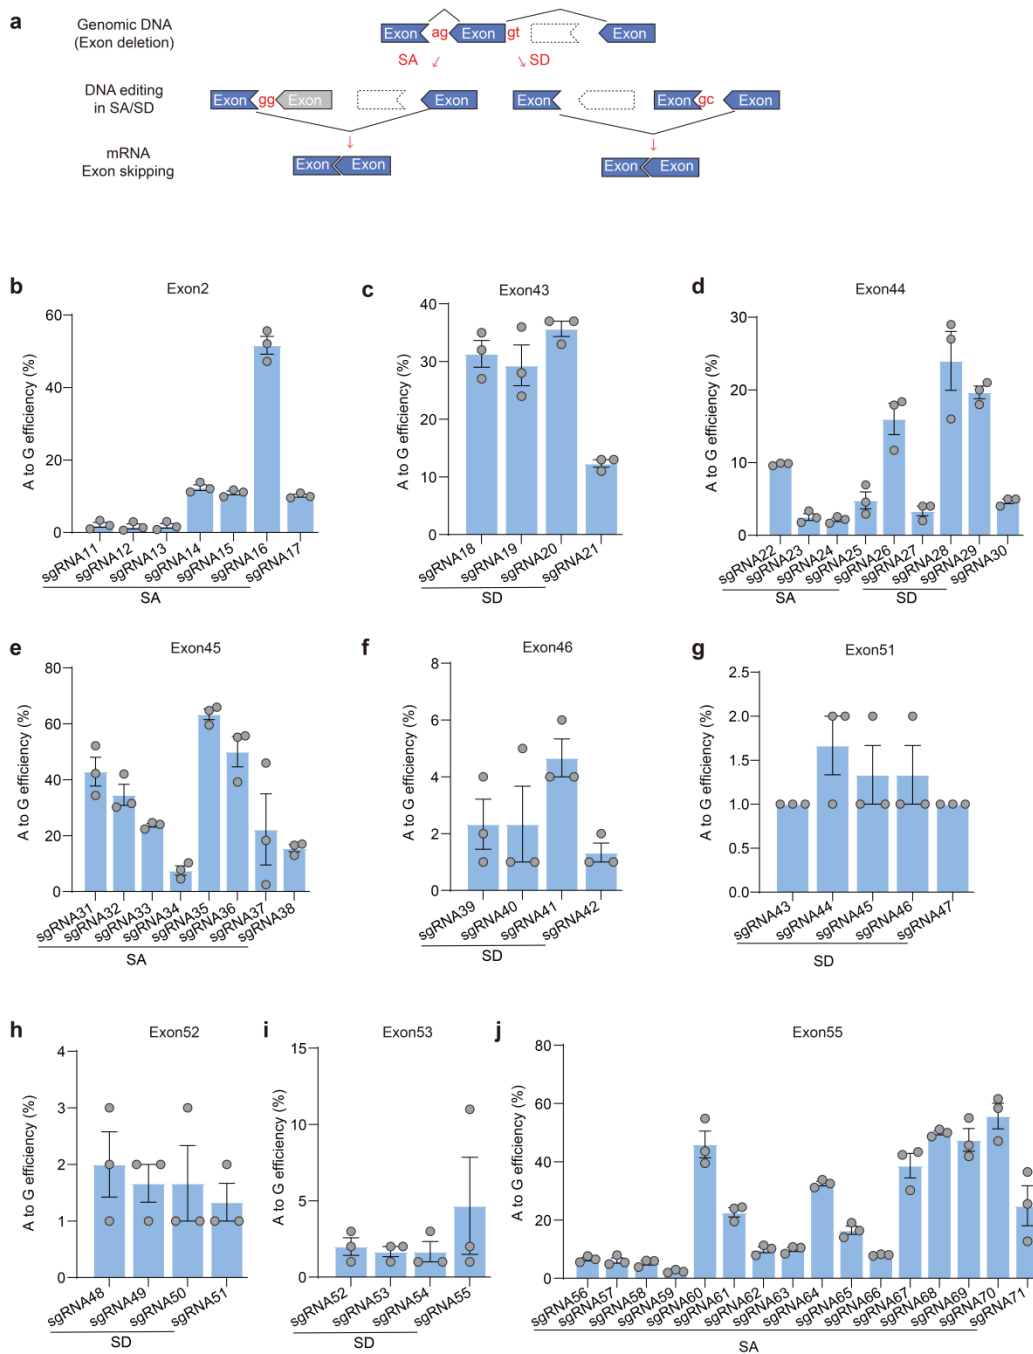 a
Genomic DNA
(Exon deletion)
Exon ag Exon gt Exon
SA SD
DNA editing
in SA/SD
Exon gg Exon Exon Exon Exon gc Exon
mRNA
Exon skipping
Exon Exon Exon Exon
b
Exon2
A to G efficiency (%)
60
40
20
0
sgRNA11 sgRNA12 sgRNA13 sgRNA14 sgRNA15 sgRNA16 sgRNA17
SA
c
Exon43
A to G efficiency (%)
40
30
20
10
0
sgRNA18 sgRNA19 sgRNA20 sgRNA21
SD
d
Exon44
A to G efficiency (%)
30
20
10
0
sgRNA22 sgRNA23 sgRNA24 sgRNA25 sgRNA26 sgRNA27 sgRNA28 sgRNA29 sgRNA30
SA SD
e
Exon45
A to G efficiency (%)
80
60
40
20
0
sgRNA31 sgRNA32 sgRNA33 sgRNA34 sgRNA35 sgRNA36 sgRNA37 sgRNA38
SA
f
Exon46
A to G efficiency (%)
8
6
4
2
0
sgRNA39 sgRNA40 sgRNA41 sgRNA42
SD
g
Exon51
A to G efficiency (%)
2.5
2.0
1.5
1.0
0.5
0.0
sgRNA43 sgRNA44 sgRNA45 sgRNA46 sgRNA47
SD
h
Exon52
A to G efficiency (%)
4
3
2
1
0
sgRNA48 sgRNA49 sgRNA50 sgRNA51
SD
i
Exon53
A to G efficiency (%)
15
10
5
0
sgRNA52 sgRNA53 sgRNA54 sgRNA55
SD
j
Exon55
A to G efficiency (%)
80
60
40
20
0
sgRNA56 sgRNA57 sgRNA58 sgRNA59 sgRNA60 sgRNA61 sgRNA62 sgRNA63 sgRNA64 sgRNA65 sgRNA66 sgRNA67 sgRNA68 sgRNA69 sgRNA70 sgRNA71
SA